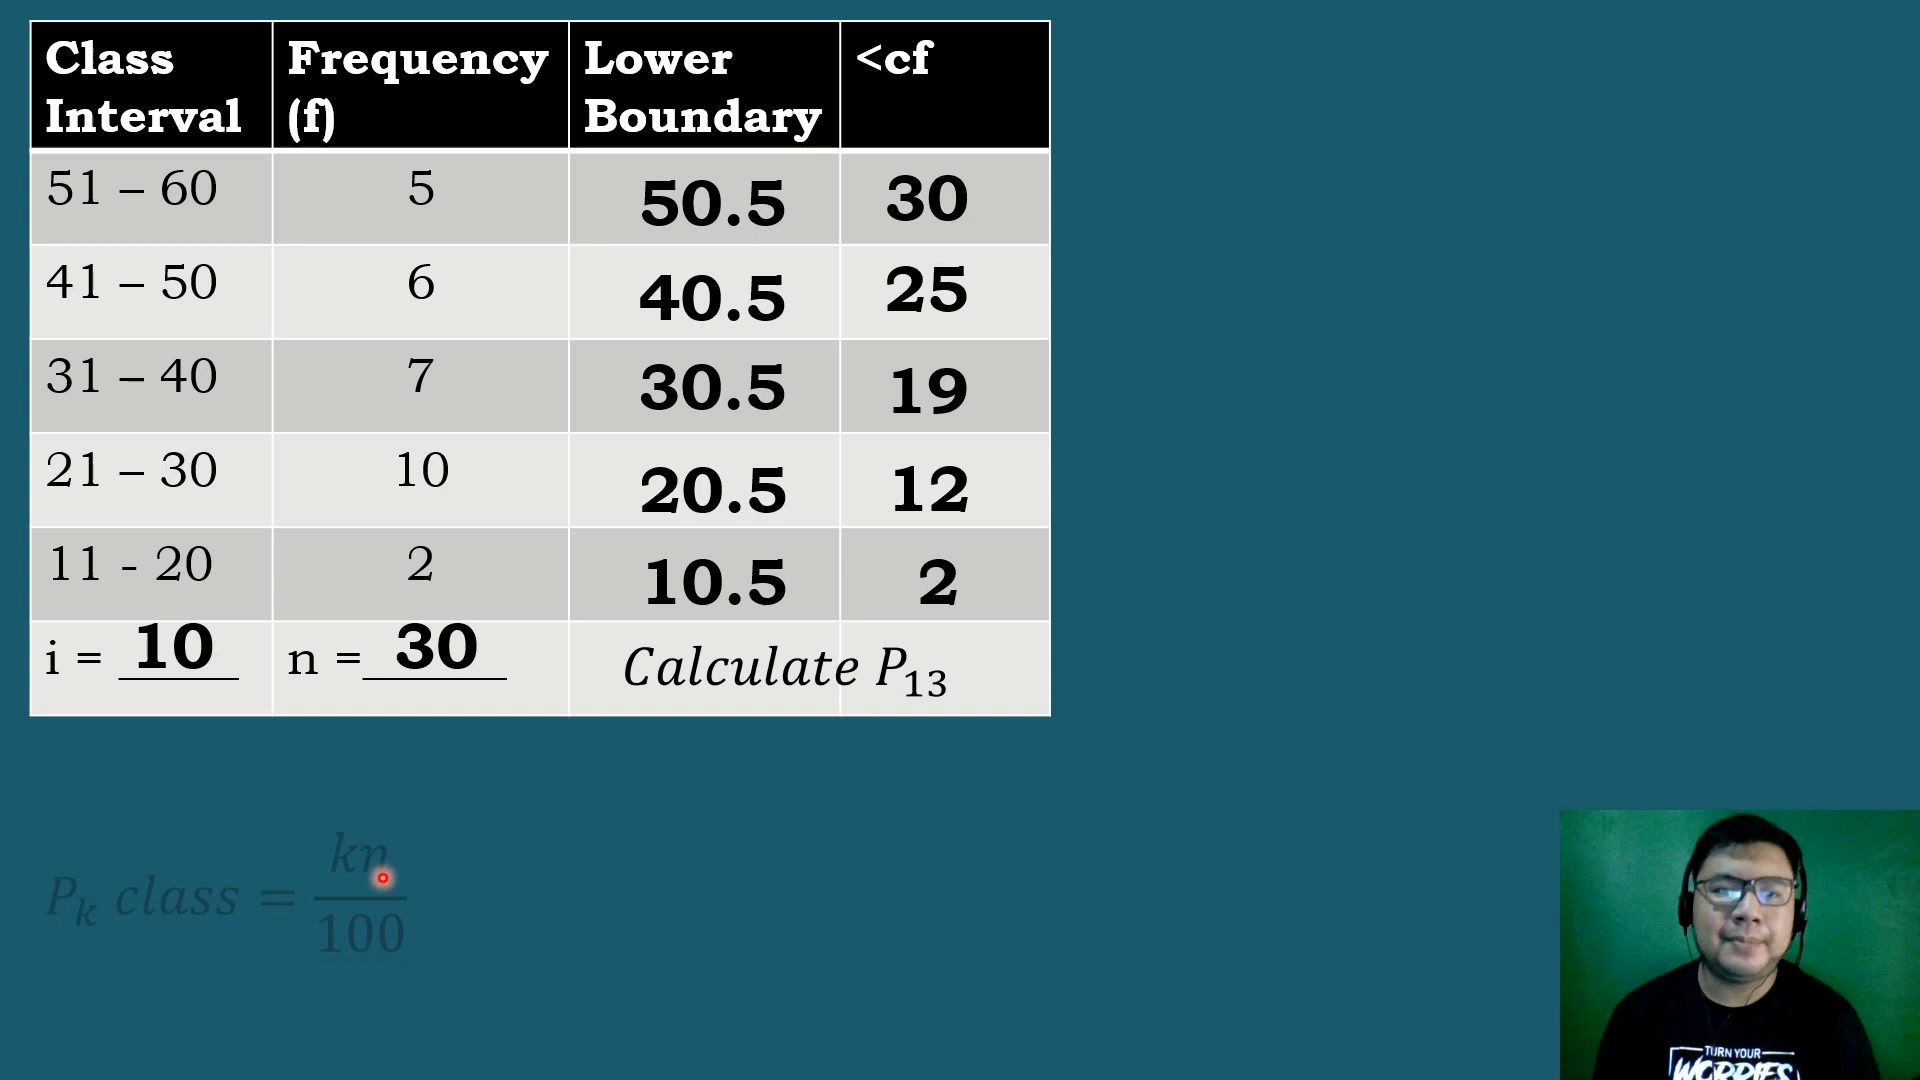 Class Interval | Frequency (f) | Lower Boundary | <cf
51 – 60 | 5 | 50.5 | 30
41 – 50 | 6 | 40.5 | 25
31 – 40 | 7 | 30.5 | 19
21 – 30 | 10 | 20.5 | 12
11 - 20 | 2 | 10.5 | 2
i = 10 | n = 30 | Calculate P₁₃
Pₖ class = kn/100
TURN YOUR
WORRIES